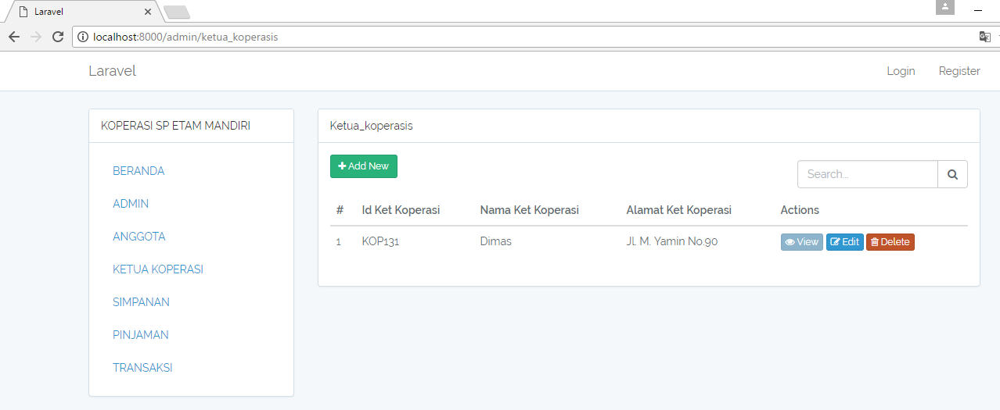 Laravel
localhost:8000/admin/ketua_koperasis
Laravel Login Register
KOPERASI SP ETAM MANDIRI
BERANDA
ADMIN
ANGGOTA
KETUA KOPERASI
SIMPANAN
PINJAMAN
TRANSAKSI
Ketua_koperasis
Add New
Search...
# Id Ket Koperasi Nama Ket Koperasi Alamat Ket Koperasi Actions
1 KOP131 Dimas Jl. M. Yamin No.90 View Edit Delete